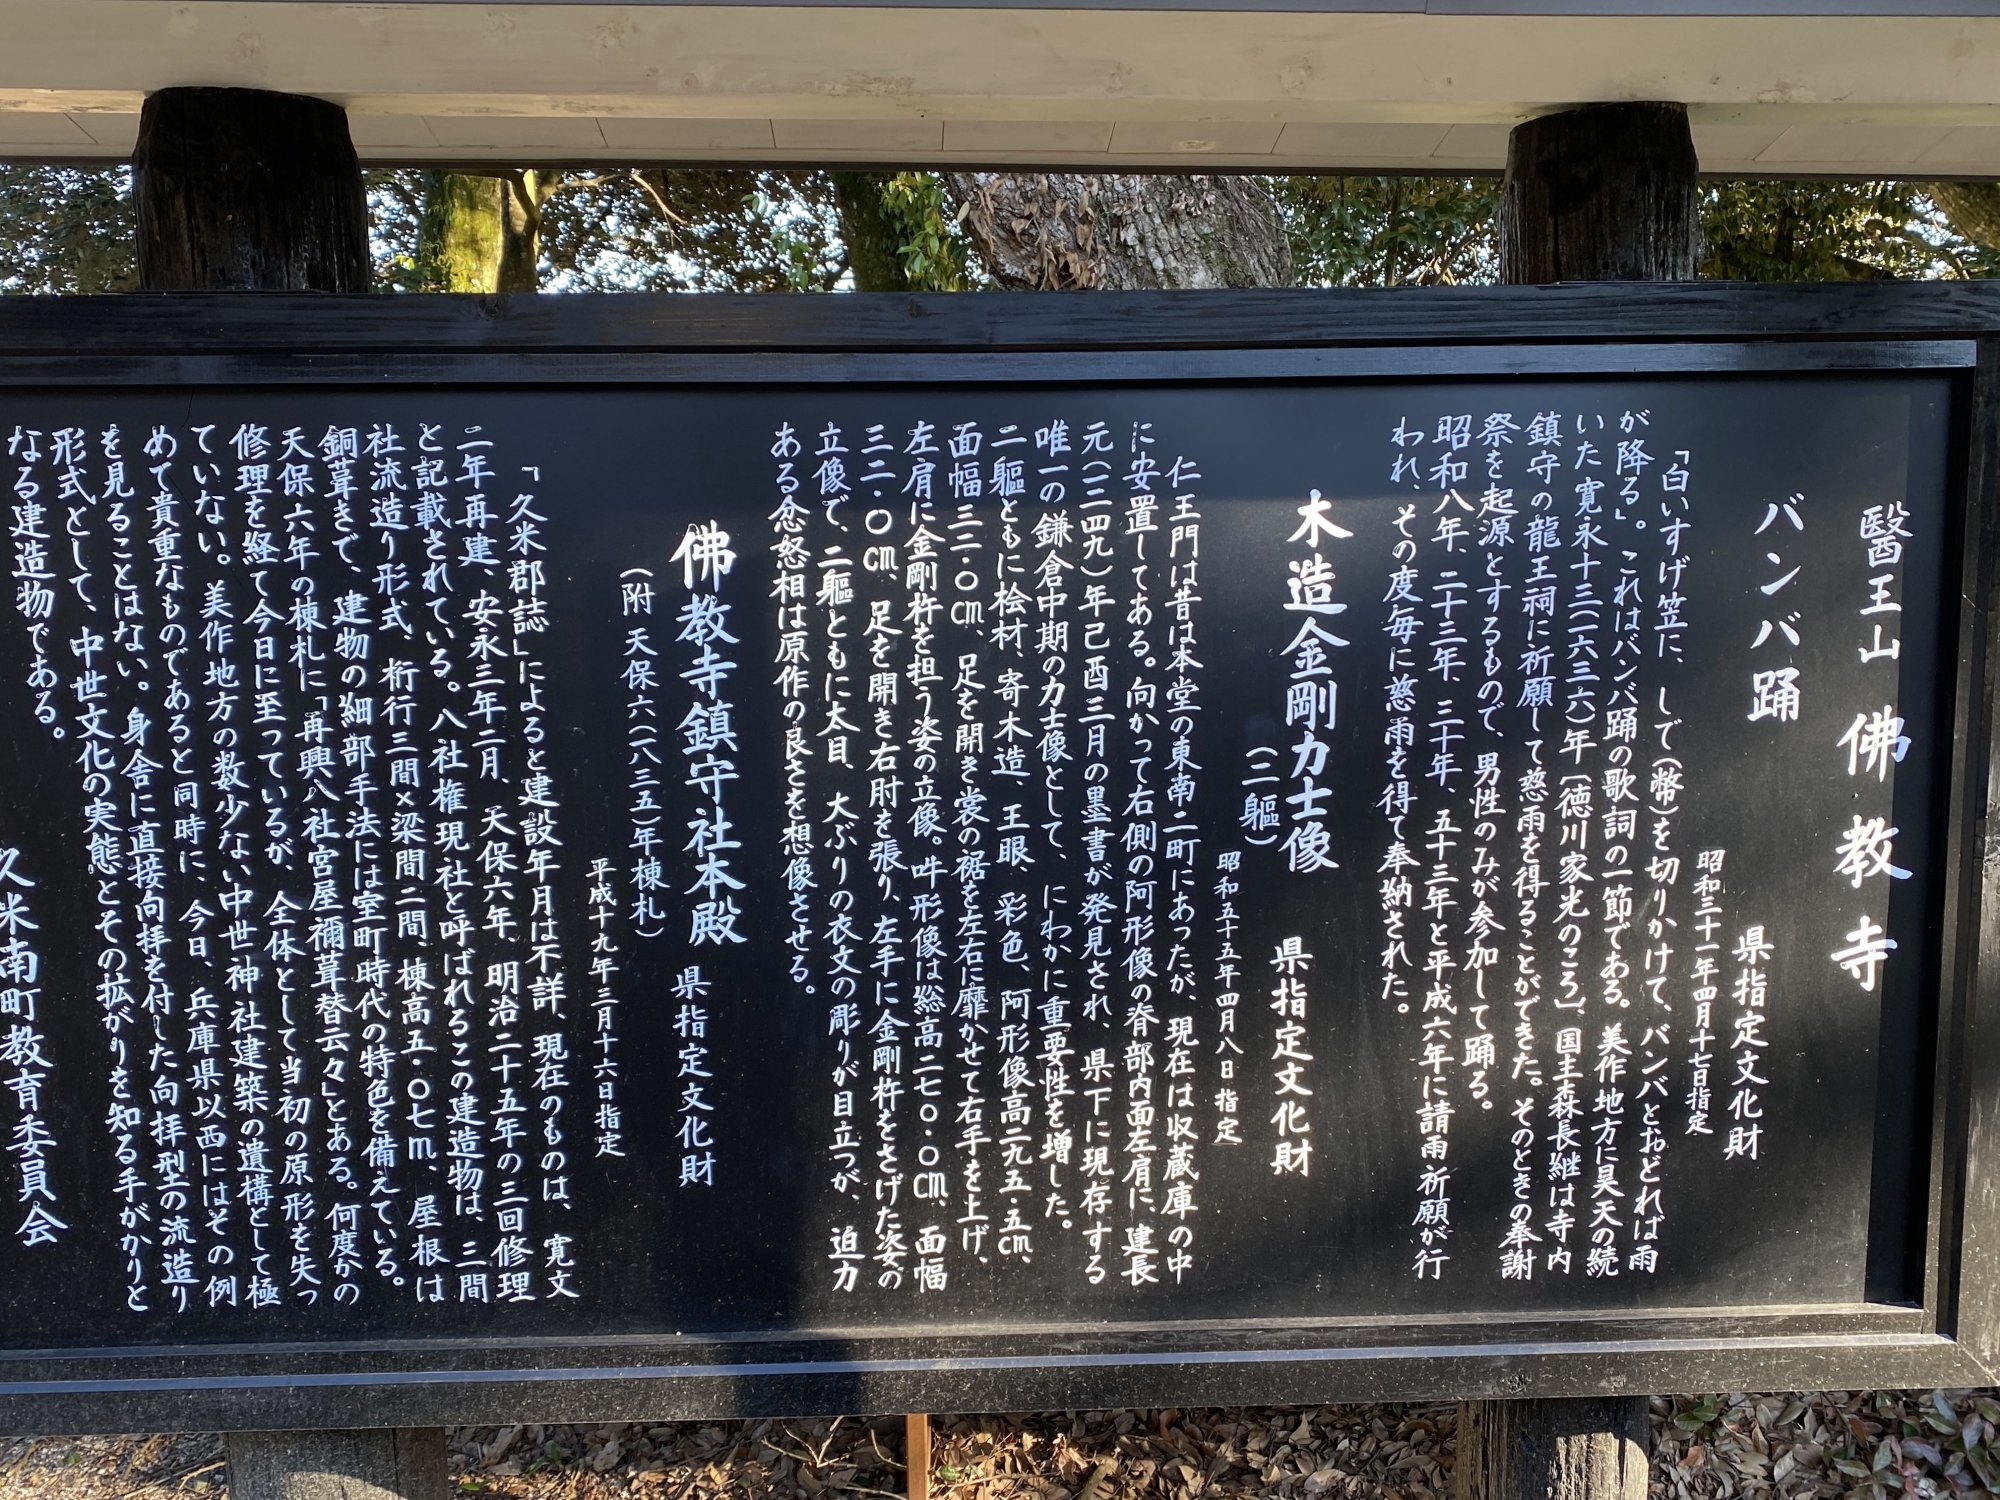 醫王山 佛教寺
バンバ踊
県指定文化財
昭和三十一年四月十七日指定
「白いすげ笠に、しで(幣)を切りかけて、バンバとおどれば雨
が降る」。これはバンバ踊の歌詞の一節である。美作地方に旱天の続
いた寛永十三(一六三六)年〔徳川家光のころ〕、国主森長継は寺内
鎮守の龍王祠に祈願して慈雨を得ることができた。そのときの奉謝
祭を起源とするもので、男性のみが参加して踊る。
昭和八年、二十三年、三十年、五十三年と平成六年に請雨祈願が行
われ、その度毎に慈雨を得て奉納された。
木造金剛力士像
(二軀)
県指定文化財
昭和五十五年四月八日指定
仁王門は昔は本堂の東南二町にあったが、現在は収蔵庫の中
に安置してある。向かって右側の阿形像の脊部内面左肩に、建長
元(一二四九)年己酉三月の墨書が発見され、県下に現存する
唯一の鎌倉中期の力士像として、にわかに重要性を増した。
二軀ともに桧材、寄木造、玉眼、彩色、阿形像高二九五・五㎝、
面幅三三・〇㎝、足を開き裳の裾を左右に靡かせて右手を上げ、
左肩に金剛杵を担う姿の立像。吽形像は総高二七〇・〇㎝、面幅
三二・〇㎝、足を開き右肘を張り、左手に金剛杵をさげた姿の
立像で、二軀ともに太目、大ぶりの衣文の彫りが目立つが、迫力
ある忿怒相は原作の良さを想像させる。
佛教寺鎮守社本殿
県指定文化財
(附 天保六(一八三五)年棟札)
平成十九年三月十六日指定
「久米郡誌」によると建設年月は不詳、現在のものは、寛文
二年再建、安永三年二月、天保六年、明治二十五年の三回修理
と記載されている。八社権現社と呼ばれるこの建造物は、三間
社流造り形式、桁行三間×梁間二間、棟高五・〇七m、屋根は
銅葺きで、建物の細部手法には室町時代の特色を備えている。
天保六年の棟札に「再興八社宮屋禰葺替云々」とある。何度かの
修理を経て今日に至っているが、全体として当初の原形を失っ
ていない。美作地方の数少ない中世神社建築の遺構として極
めて貴重なものであると同時に、今日、兵庫県以西にはその例
を見ることはない。身舎に直接向拝を付した向拝型の流造り
形式として、中世文化の実態とその拡がりを知る手がかりと
なる建造物である。
久米南町教育委員会